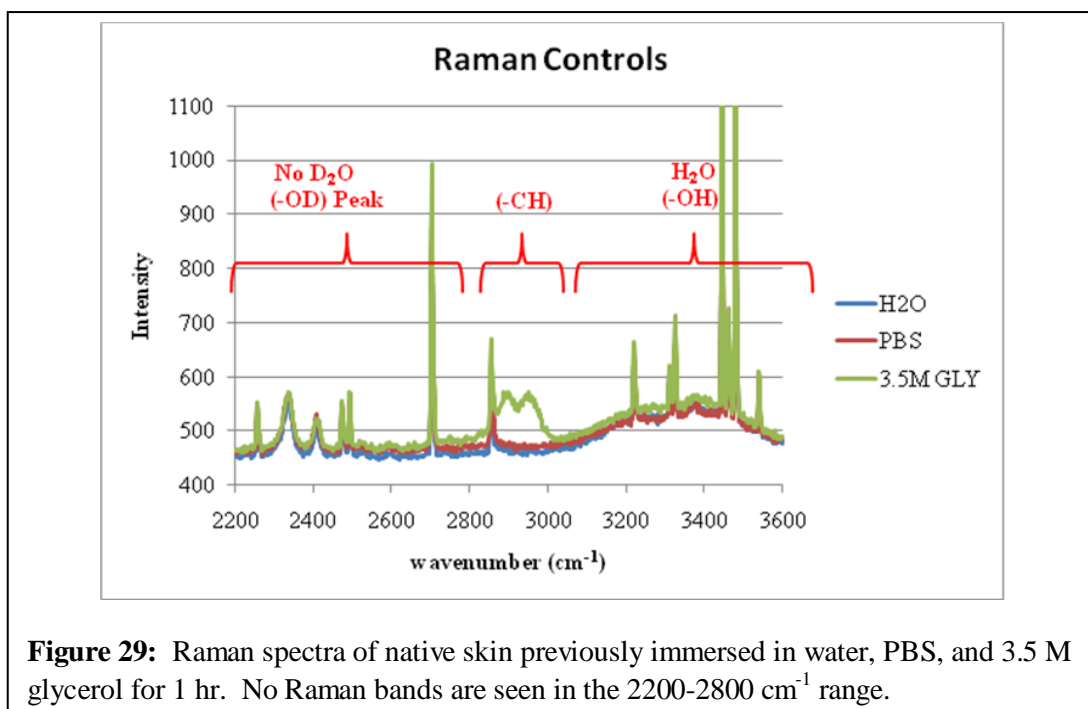 Raman Controls
1100
1000
900
800
700
600
500
400
Intensity
No D₂O
(-OD) Peak
(-CH)
H₂O
(-OH)
H2O
PBS
3.5M GLY
2200 2400 2600 2800 3000 3200 3400 3600
wavenumber (cm⁻¹)
Figure 29: Raman spectra of native skin previously immersed in water, PBS, and 3.5 M
glycerol for 1 hr. No Raman bands are seen in the 2200-2800 cm⁻¹ range.